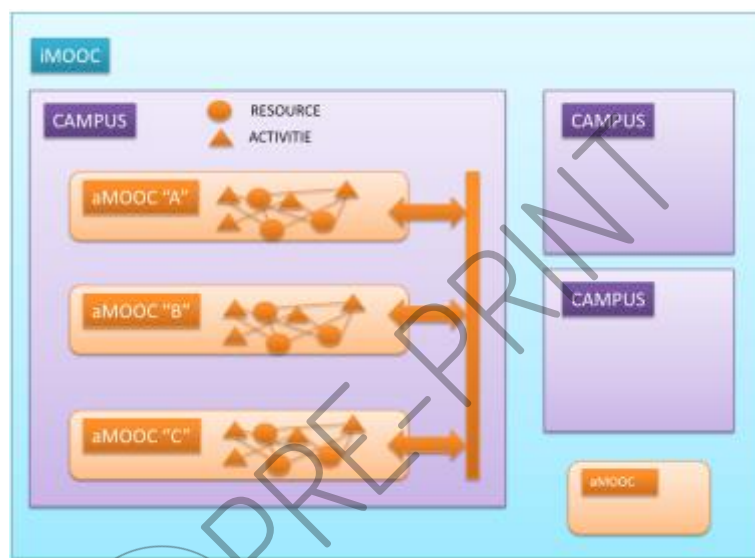 iMOOC
CAMPUS
RESOURCE
ACTIVITIE
aMOOC "A"
aMOOC "B"
aMOOC "C"
CAMPUS
CAMPUS
aMOOC
PRE-PRINT